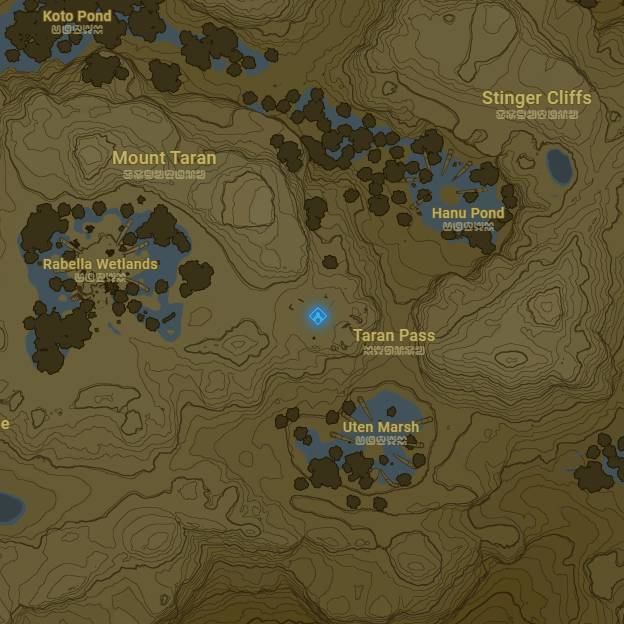 Koto Pond
Stinger Cliffs
Mount Taran
Hanu Pond
Rabella Wetlands
Taran Pass
e
Uten Marsh